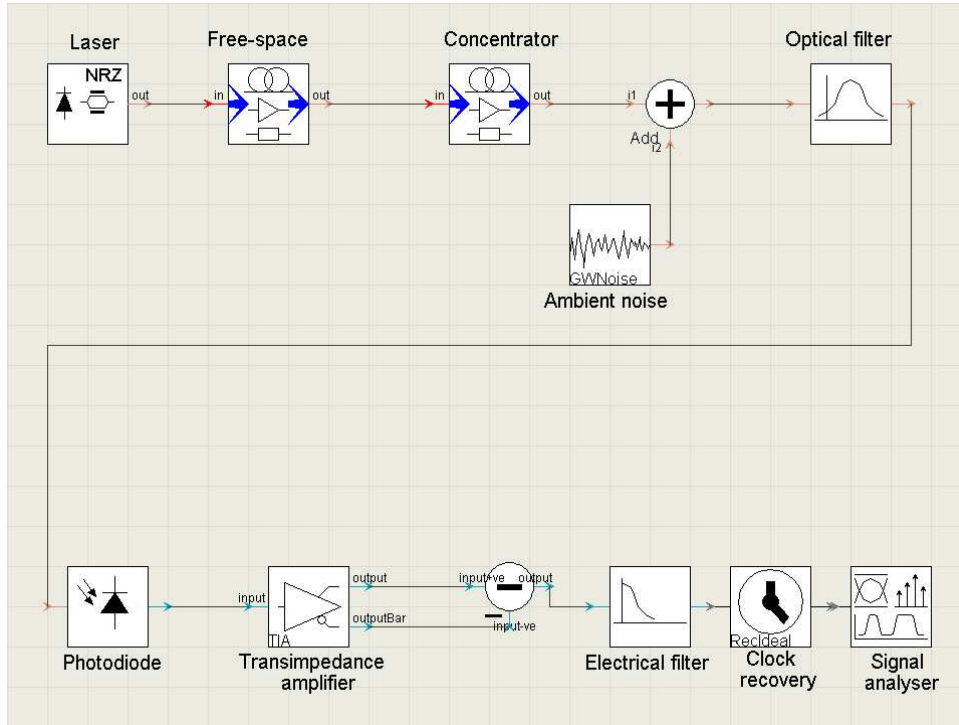 Laser
Free-space
Concentrator
Optical filter
NRZ
out
in
out
in
out
i1
Add
i2
GWNoise
Ambient noise
input
output
outputBar
TIA
input+ve
output
input-ve
RecIdeal
Photodiode
Transimpedance
amplifier
Electrical filter
Clock
recovery
Signal
analyser